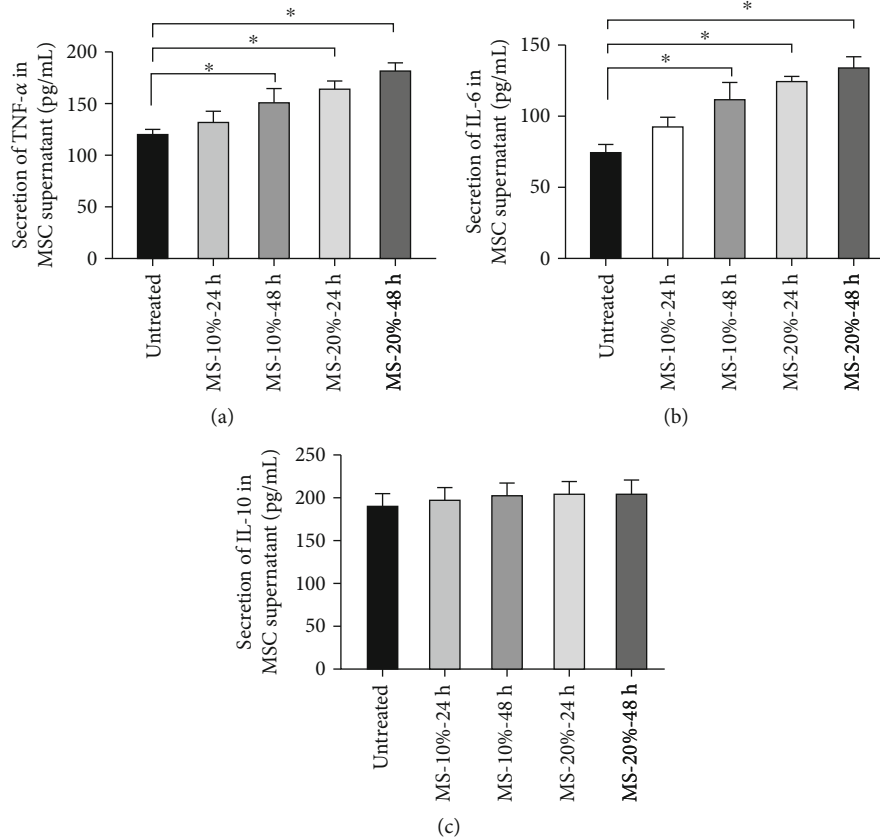 Secretion of TNF-α in
MSC supernatant (pg/mL)
200
150
100
50
0
*
*
*
Untreated
MS-10%-24 h
MS-10%-48 h
MS-20%-24 h
MS-20%-48 h
(a)
Secretion of IL-6 in
MSC supernatant (pg/mL)
150
100
50
0
*
*
*
Untreated
MS-10%-24 h
MS-10%-48 h
MS-20%-24 h
MS-20%-48 h
(b)
Secretion of IL-10 in
MSC supernatant (pg/mL)
250
200
150
100
50
0
Untreated
MS-10%-24 h
MS-10%-48 h
MS-20%-24 h
MS-20%-48 h
(c)